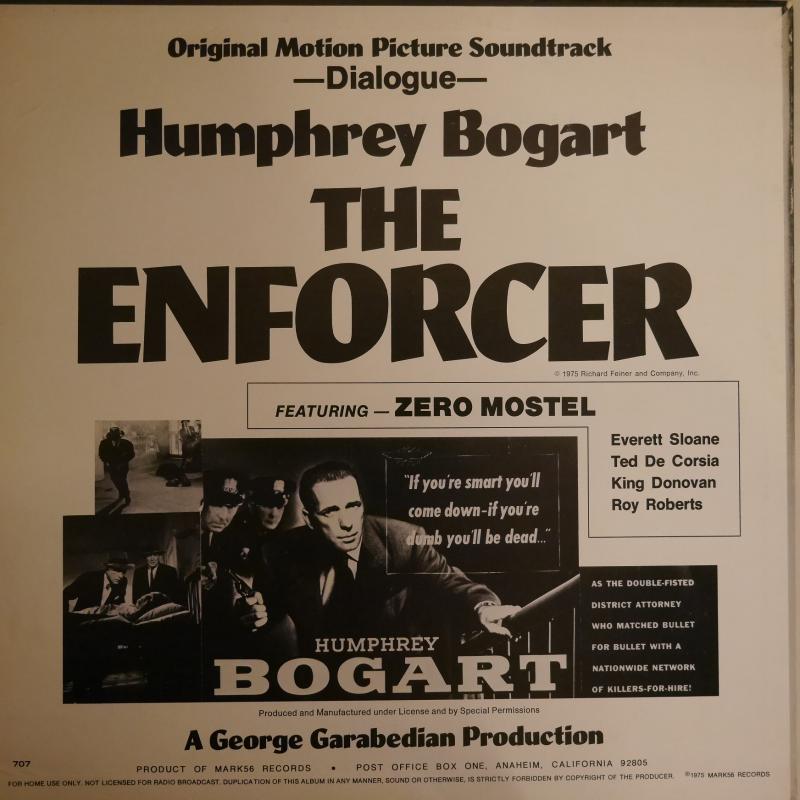 Original Motion Picture Soundtrack
—Dialogue—
Humphrey Bogart
THE
ENFORCER
© 1975 Richard Feiner and Company, Inc.
FEATURING — ZERO MOSTEL
Everett Sloane
Ted De Corsia
King Donovan
Roy Roberts
"If you're smart you'll
come down-if you're
dumb you'll be dead..."
AS THE DOUBLE-FISTED
DISTRICT ATTORNEY
WHO MATCHED BULLET
FOR BULLET WITH A
NATIONWIDE NETWORK
OF KILLERS-FOR-HIRE!
HUMPHREY
BOGART
Produced and Manufactured under License and by Special Permissions
A George Garabedian Production
707
PRODUCT OF MARK56 RECORDS • POST OFFICE BOX ONE, ANAHEIM, CALIFORNIA 92805
FOR HOME USE ONLY. NOT LICENSED FOR RADIO BROADCAST. DUPLICATION OF THIS ALBUM IN ANY MANNER, SOUND OR OTHERWISE, IS STRICTLY FORBIDDEN BY COPYRIGHT OF THE PRODUCER. ©1975 MARK56 RECORDS